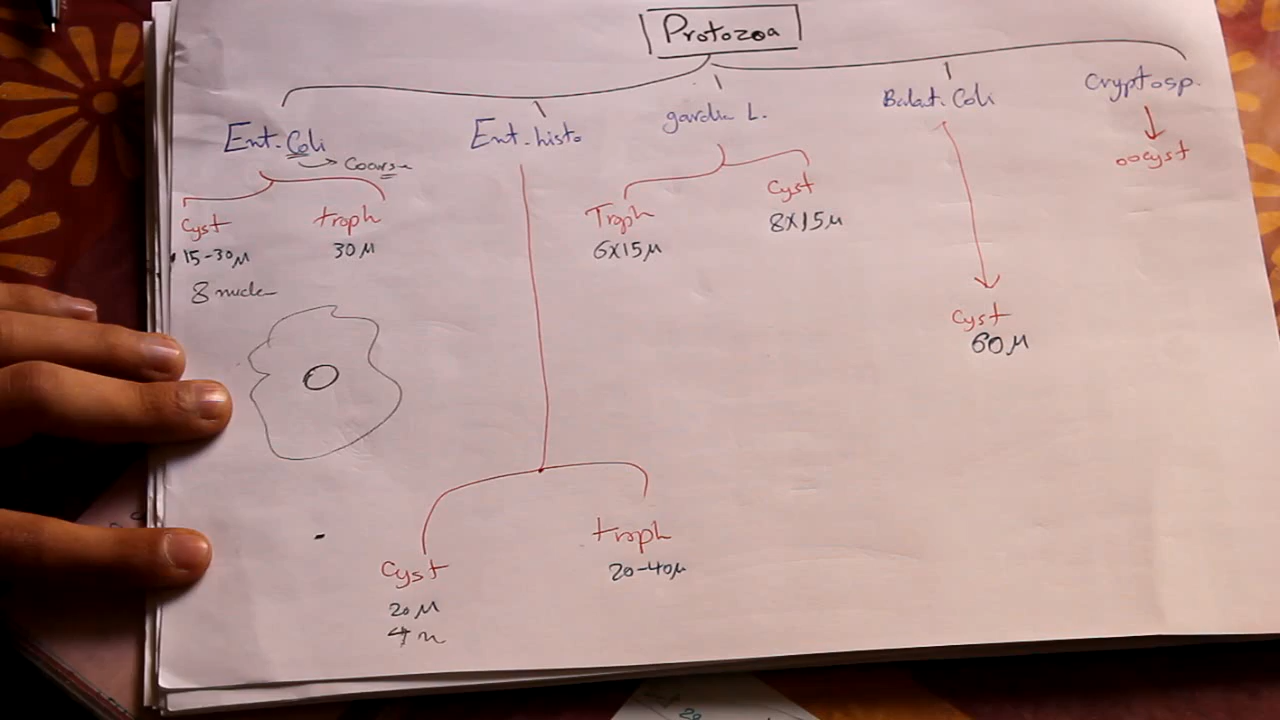 Protozoa
Ent. Coli
Coarse
Cyst
15-30μ
8 nucle
troph
30μ
Ent. histo
Cyst
20μ
4 n
troph
20-40μ
gardia L.
Troph
6X15μ
Cyst
8X15μ
Balat. Coli
Cyst
60μ
Cryptosp.
oocyst
20